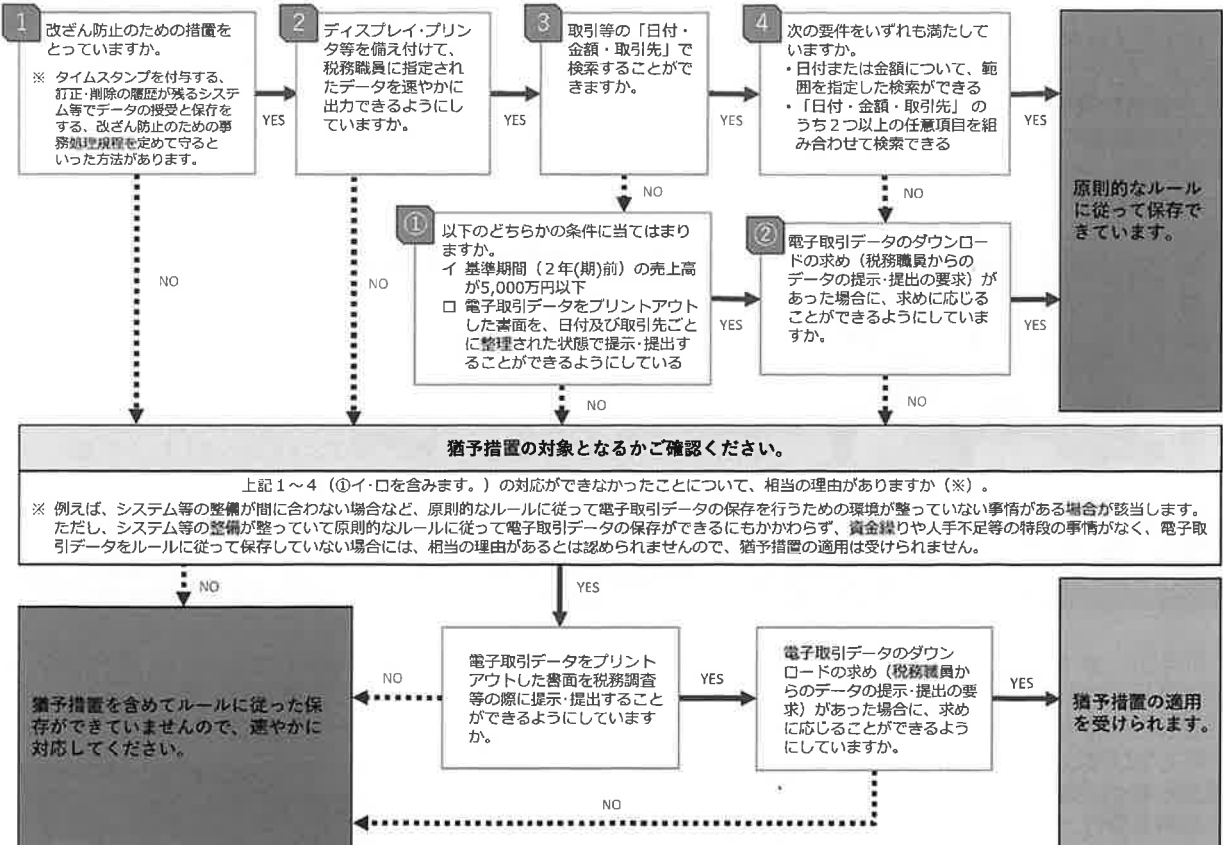 1
改ざん防止のための措置を
とっていますか。
※ タイムスタンプを付与する、
訂正・削除の履歴が残るシステ
ム等でデータの授受と保存を
する、改ざん防止のための事
務処理規程を定めて守ると
いった方法があります。
YES
2
ディスプレイ・プリン
タ等を備え付けて、
税務職員に指定され
たデータを速やかに
出力できるようにし
ていますか。
YES
3
取引等の「日付・
金額・取引先」で
検索することがで
きますか。
YES
4
次の要件をいずれも満たして
いますか。
・日付または金額について、範
囲を指定した検索ができる
・「日付・金額・取引先」 の
うち２つ以上の任意項目を組
み合わせて検索できる
YES
原則的なルール
に従って保存で
きています。
NO
NO
NO
NO
①
以下のどちらかの条件に当てはまり
ますか。
イ 基準期間（２年(期)前）の売上高
が5,000万円以下
ロ 電子取引データをプリントアウト
した書面を、日付及び取引先ごと
に整理された状態で提示・提出す
ることができるようにしている
YES
②
電子取引データのダウンロー
ドの求め（税務職員からの
データの提示・提出の要求）が
あった場合に、求めに応じる
ことができるようにしていま
すか。
YES
NO
NO
猶予措置の対象となるかご確認ください。
上記１～４（①イ・ロを含みます。）の対応ができなかったことについて、相当の理由がありますか（※）。
※ 例えば、システム等の整備が間に合わない場合など、原則的なルールに従って電子取引データの保存を行うための環境が整っていない事情がある場合が該当します。
ただし、システム等の整備が整っていて原則的なルールに従って電子取引データの保存ができるにもかかわらず、資金繰りや人手不足等の特段の事情がなく、電子取
引データをルールに従って保存していない場合には、相当の理由があるとは認められませんので、猶予措置の適用は受けられません。
NO
YES
猶予措置を含めてルールに従った保
存ができていませんので、速やかに
対応してください。
NO
電子取引データをプリント
アウトした書面を税務調査
等の際に提示・提出すること
ができるようにしています
か。
YES
電子取引データのダウン
ロードの求め（税務職員か
らのデータの提示・提出の要
求）があった場合に、求め
に応じることができるよう
にしていますか。
YES
猶予措置の適用
を受けられます。
NO